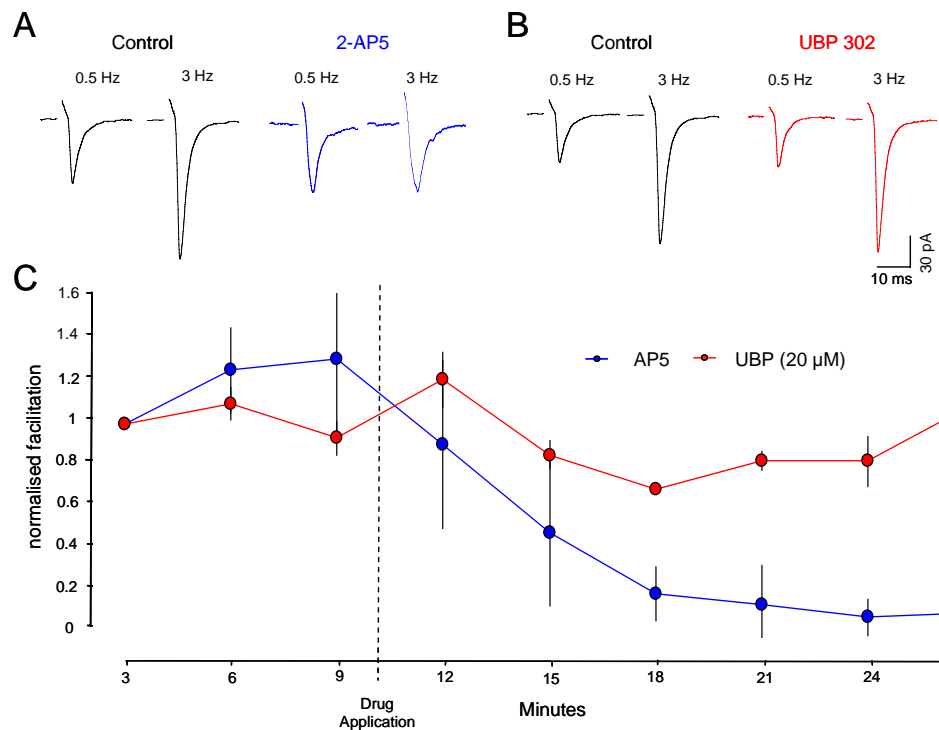 A
Control
2-AP5
0.5 Hz
3 Hz
0.5 Hz
3 Hz
B
Control
UBP 302
0.5 Hz
3 Hz
0.5 Hz
3 Hz
30 pA
10 ms
C
normalised facilitation
1.6
1.4
1.2
1
0.8
0.6
0.4
0.2
0
AP5
UBP (20 µM)
3
6
9
12
15
18
21
24
Drug
Application
Minutes